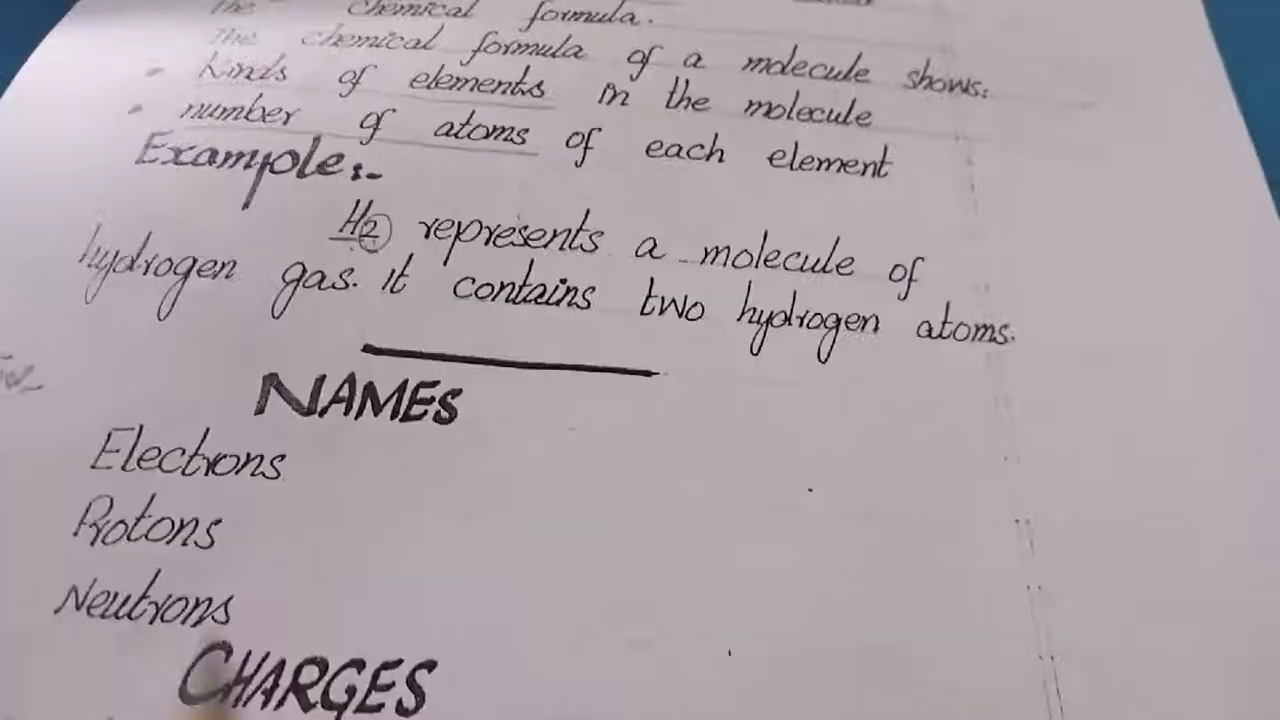 The chemical formula.
The chemical formula of a molecule shows:
• Kinds of elements in the molecule
• number of atoms of each element
Example:-
H2 represents a molecule of
hydrogen gas. it contains two hydrogen atoms.
NAMES
Electrons
Protons
Neutrons
CHARGES